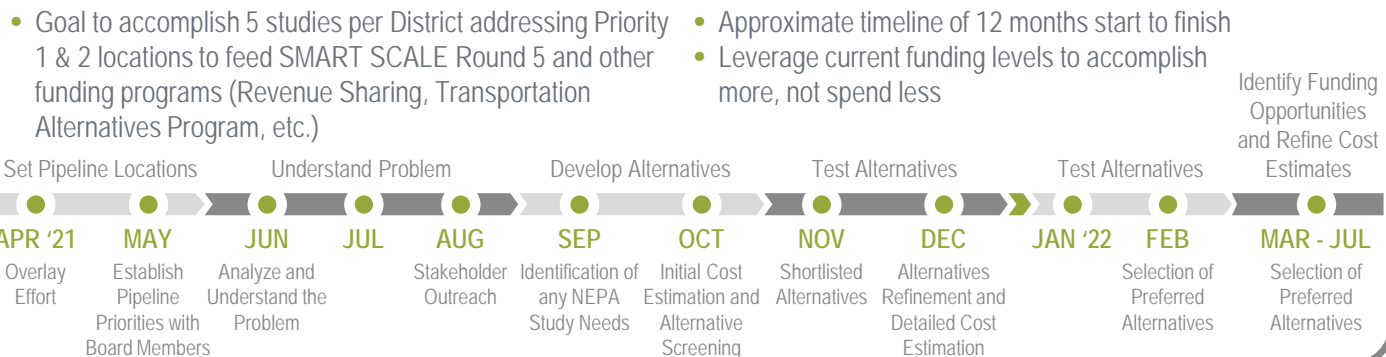 • Goal to accomplish 5 studies per District addressing Priority
1 & 2 locations to feed SMART SCALE Round 5 and other
funding programs (Revenue Sharing, Transportation
Alternatives Program, etc.)
• Approximate timeline of 12 months start to finish
• Leverage current funding levels to accomplish
more, not spend less
Identify Funding
Opportunities
and Refine Cost
Estimates
Set Pipeline Locations
Understand Problem
Develop Alternatives
Test Alternatives
Test Alternatives
APR ‘21
MAY
JUN
JUL
AUG
SEP
OCT
NOV
DEC
JAN ‘22
FEB
MAR - JUL
Overlay
Effort
Establish
Pipeline
Priorities with
Board Members
Analyze and
Understand the
Problem
Stakeholder
Outreach
Identification of
any NEPA
Study Needs
Initial Cost
Estimation and
Alternative
Screening
Shortlisted
Alternatives
Alternatives
Refinement and
Detailed Cost
Estimation
Selection of
Preferred
Alternatives
Selection of
Preferred
Alternatives